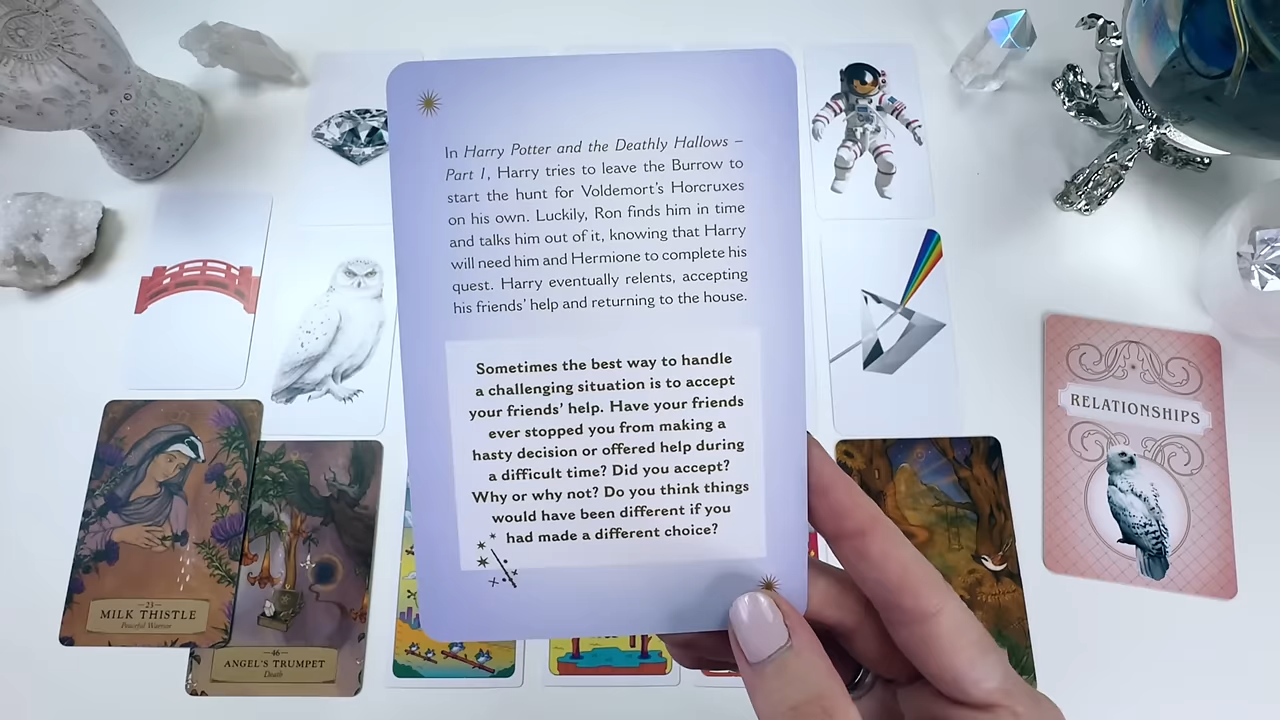 In Harry Potter and the Deathly Hallows –
Part 1, Harry tries to leave the Burrow to
start the hunt for Voldemort's Horcruxes
on his own. Luckily, Ron finds him in time
and talks him out of it, knowing that Harry
will need him and Hermione to complete his
quest. Harry eventually relents, accepting
his friends' help and returning to the house.
Sometimes the best way to handle
a challenging situation is to accept
your friends' help. Have your friends
ever stopped you from making a
hasty decision or offered help during
a difficult time? Did you accept?
Why or why not? Do you think things
would have been different if you
had made a different choice?
RELATIONSHIPS
—23—
MILK THISTLE
Peaceful Warrior
—46—
ANGEL'S TRUMPET
Death